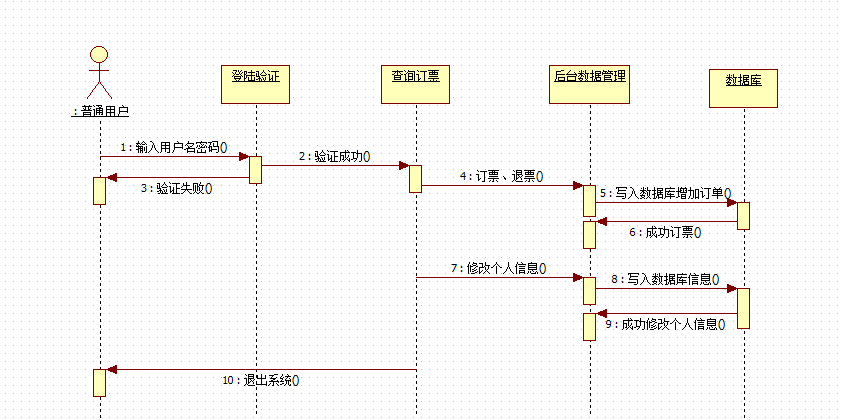 登陆验证
查询订票
后台数据管理
数据库
: 普通用户
1 : 输入用户名密码()
2 : 验证成功()
3 : 验证失败()
4 : 订票、退票()
5 : 写入数据库增加订单()
6 : 成功订票()
7 : 修改个人信息()
8 : 写入数据库信息()
9 : 成功修改个人信息()
10 : 退出系统()